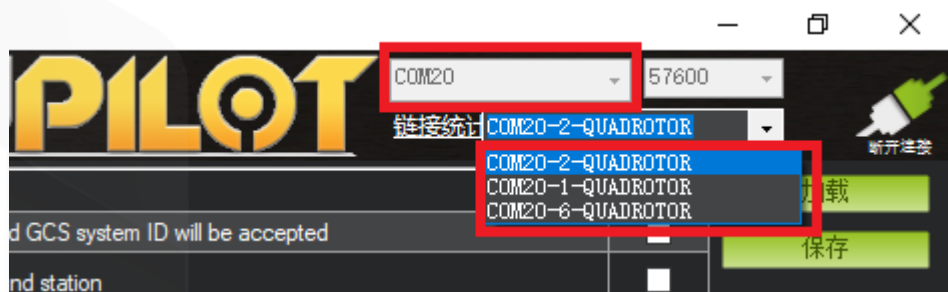 PILOT
COM20
57600
链接统计
COM20-2-QUADROTOR
断开连接
COM20-2-QUADROTOR
COM20-1-QUADROTOR
COM20-6-QUADROTOR
加载
d GCS system ID will be accepted
保存
nd station